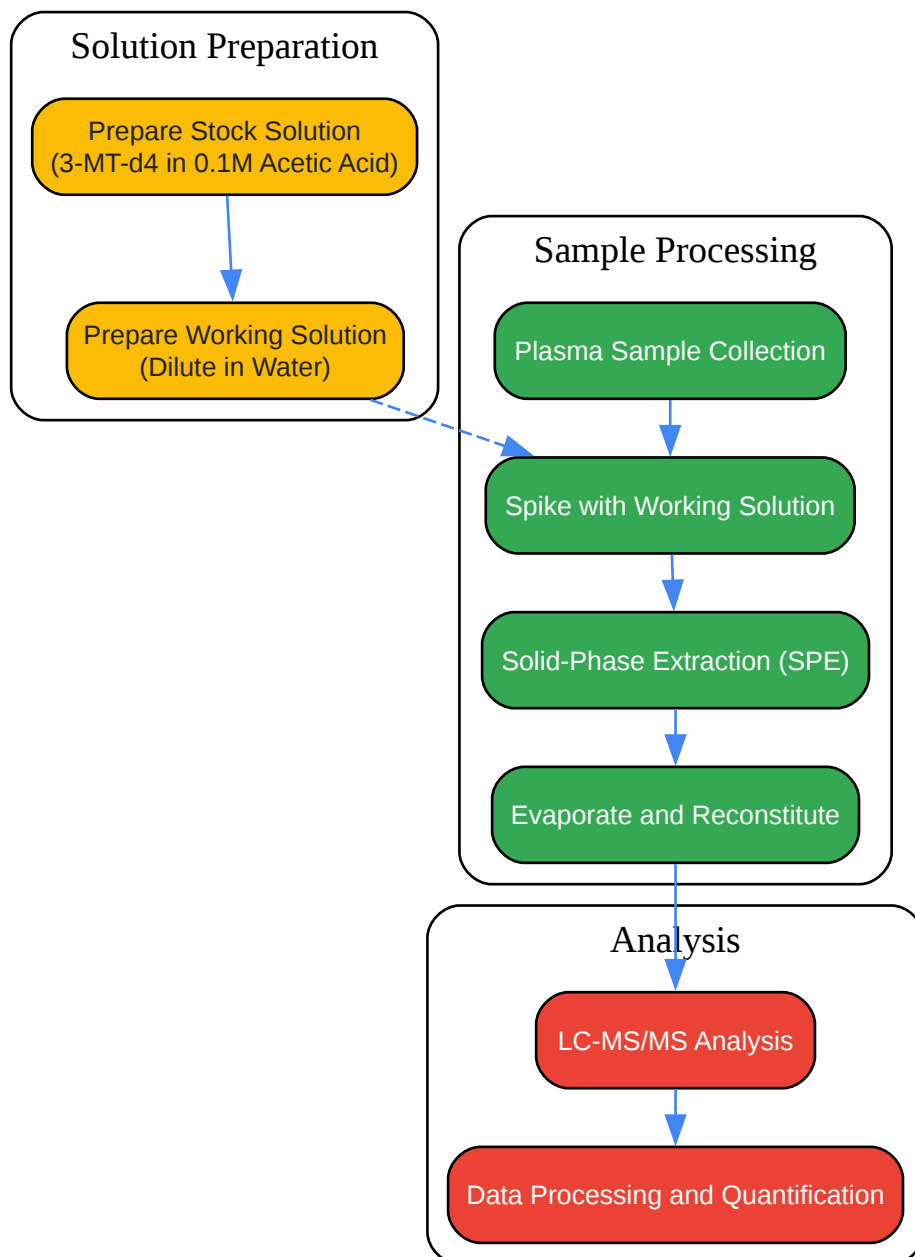 Solution Preparation
Prepare Stock Solution
(3-MT-d4 in 0.1M Acetic Acid)
Prepare Working Solution
(Dilute in Water)
Sample Processing
Plasma Sample Collection
Spike with Working Solution
Solid-Phase Extraction (SPE)
Evaporate and Reconstitute
Analysis
LC-MS/MS Analysis
Data Processing and Quantification